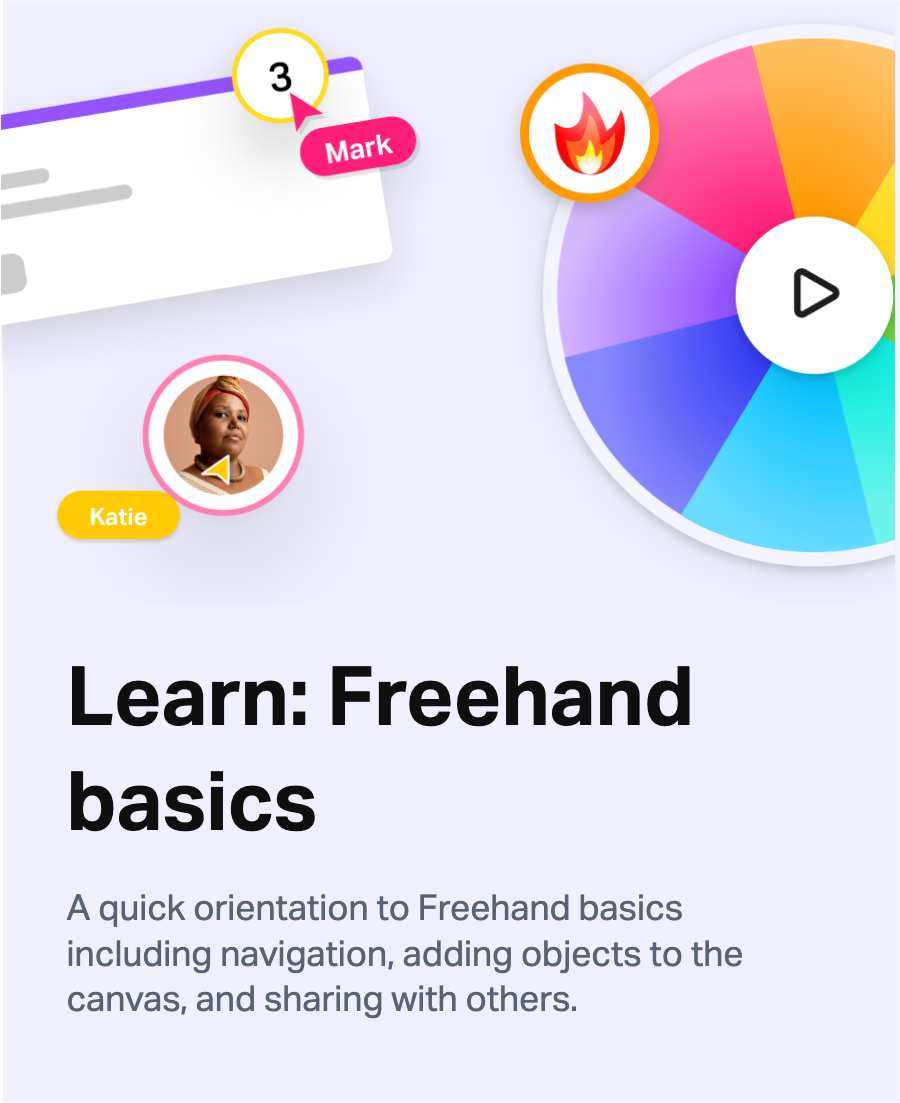 3
Mark
Katie
Learn: Freehand
basics
A quick orientation to Freehand basics
including navigation, adding objects to the
canvas, and sharing with others.